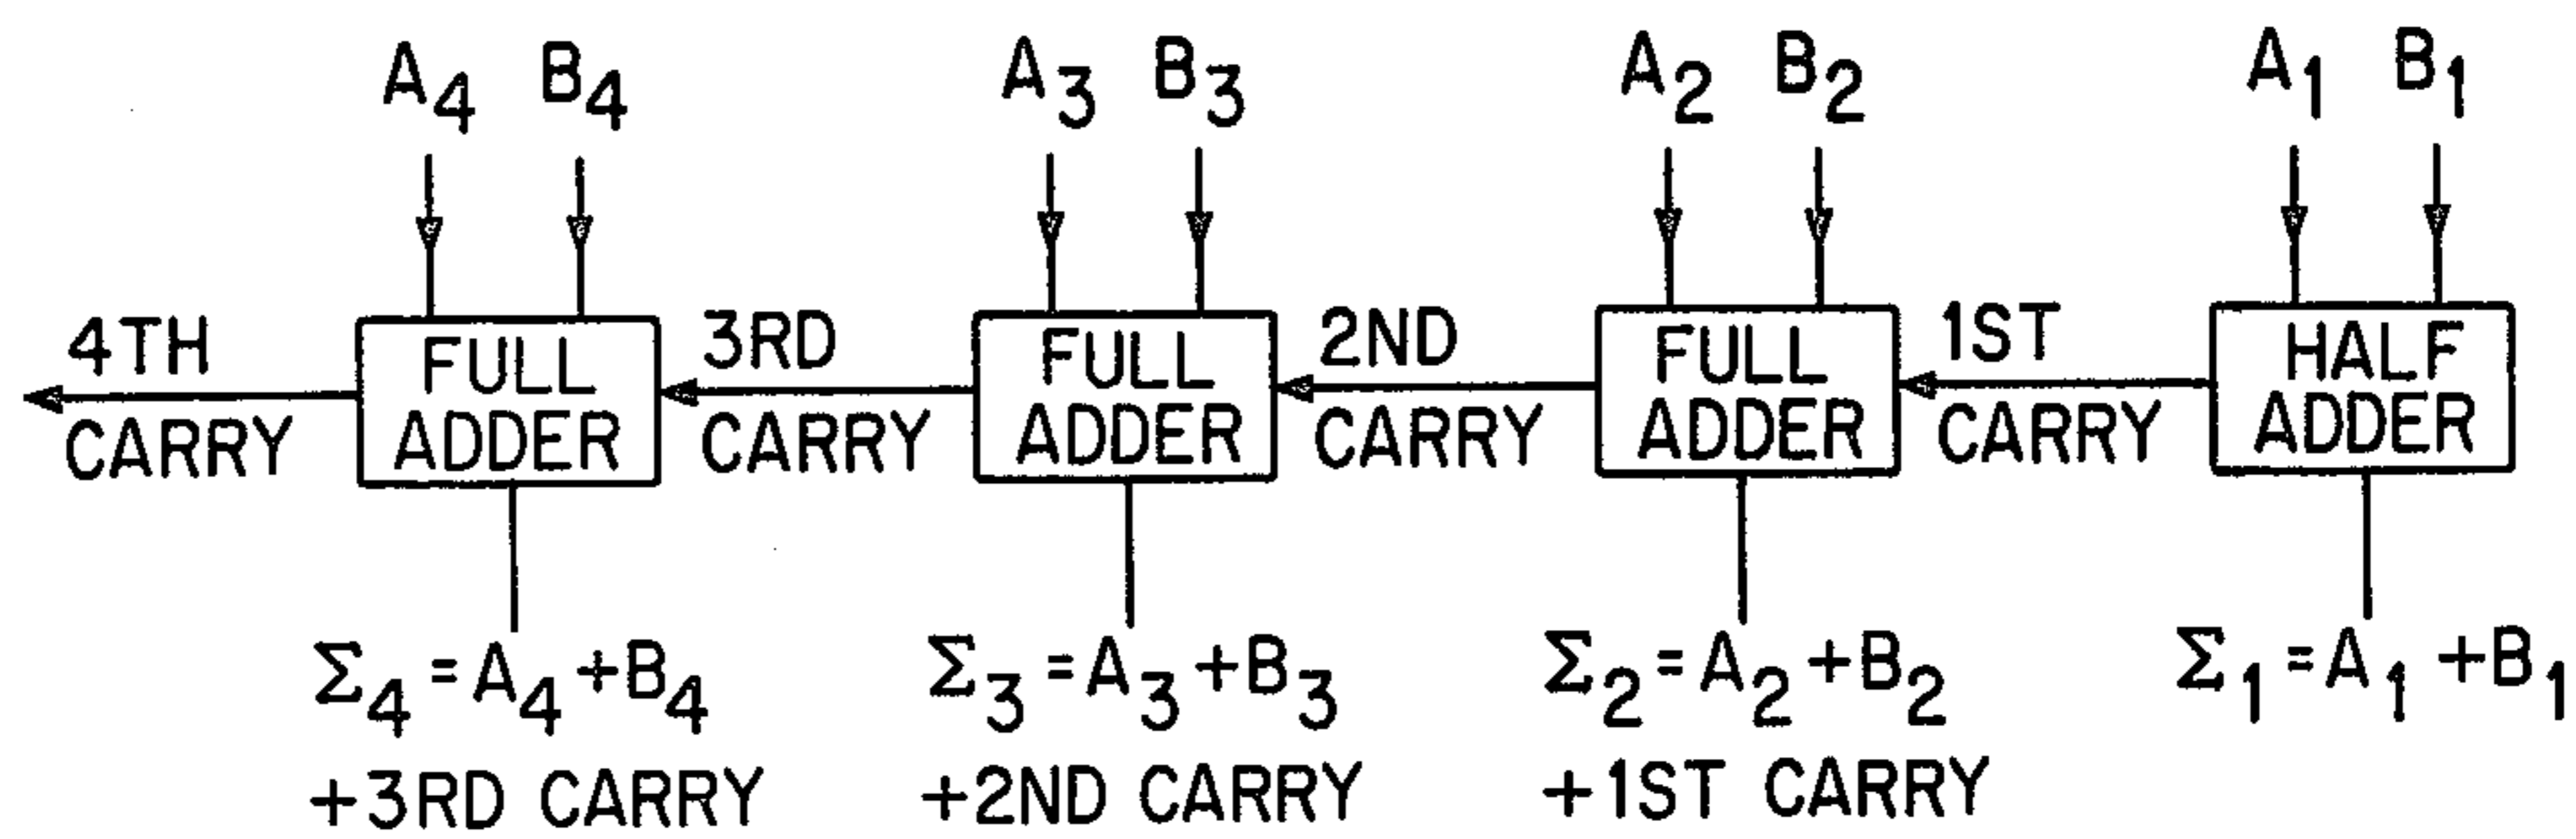 A4 B4 A3 B3 A2 B2 A1 B1
4TH CARRY
FULL ADDER
3RD CARRY
FULL ADDER
2ND CARRY
FULL ADDER
1ST CARRY
HALF ADDER
Σ4 = A4 + B4
+3RD CARRY
Σ3 = A3 + B3
+2ND CARRY
Σ2 = A2 + B2
+1ST CARRY
Σ1 = A1 + B1